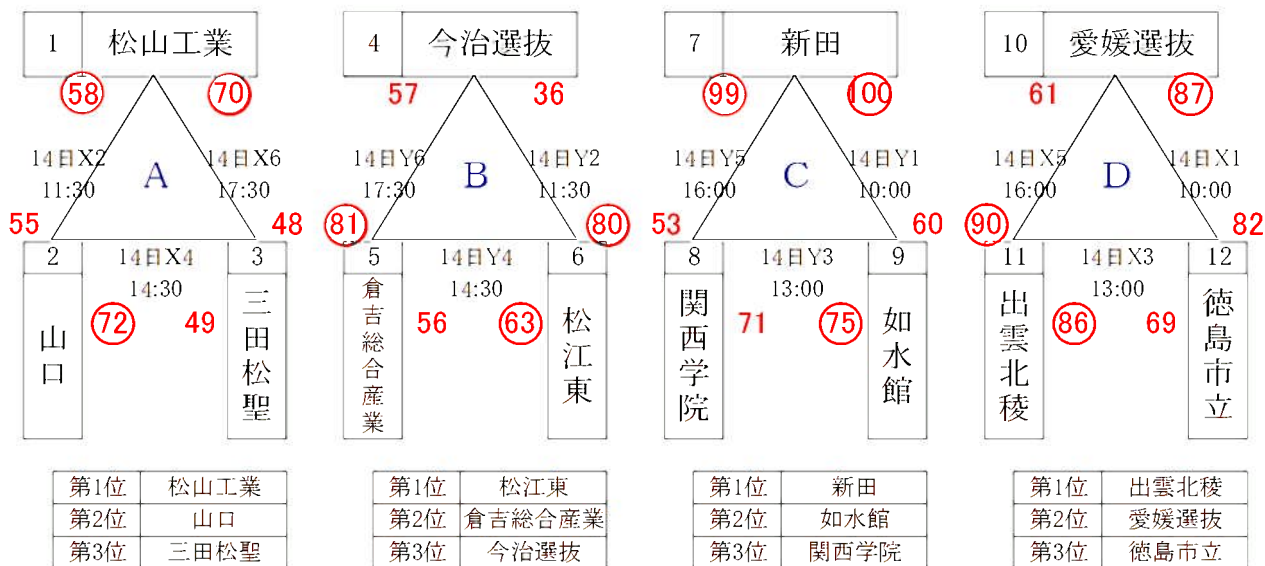 1 松山工業 4 今治選抜 7 新田 10 愛媛選抜
58 70 57 36 99 100 61 87
14日X2 14日X6 14日Y6 14日Y2 14日Y5 14日Y1 14日X5 14日X1
A B C D
11:30 17:30 17:30 11:30 16:00 10:00 16:00 10:00
55 48 81 80 53 60 90 82
2 14日X4 3 5 14日Y4 6 8 14日Y3 9 11 14日X3 12
14:30 14:30 13:00 13:00
72 49 56 63 71 75 86 69
山口 三田松聖 倉吉総合産業 松江東 関西学院 如水館 出雲北稜 徳島市立
第1位 松山工業 第1位 松江東 第1位 新田 第1位 出雲北稜
第2位 山口 第2位 倉吉総合産業 第2位 如水館 第2位 愛媛選抜
第3位 三田松聖 第3位 今治選抜 第3位 関西学院 第3位 徳島市立